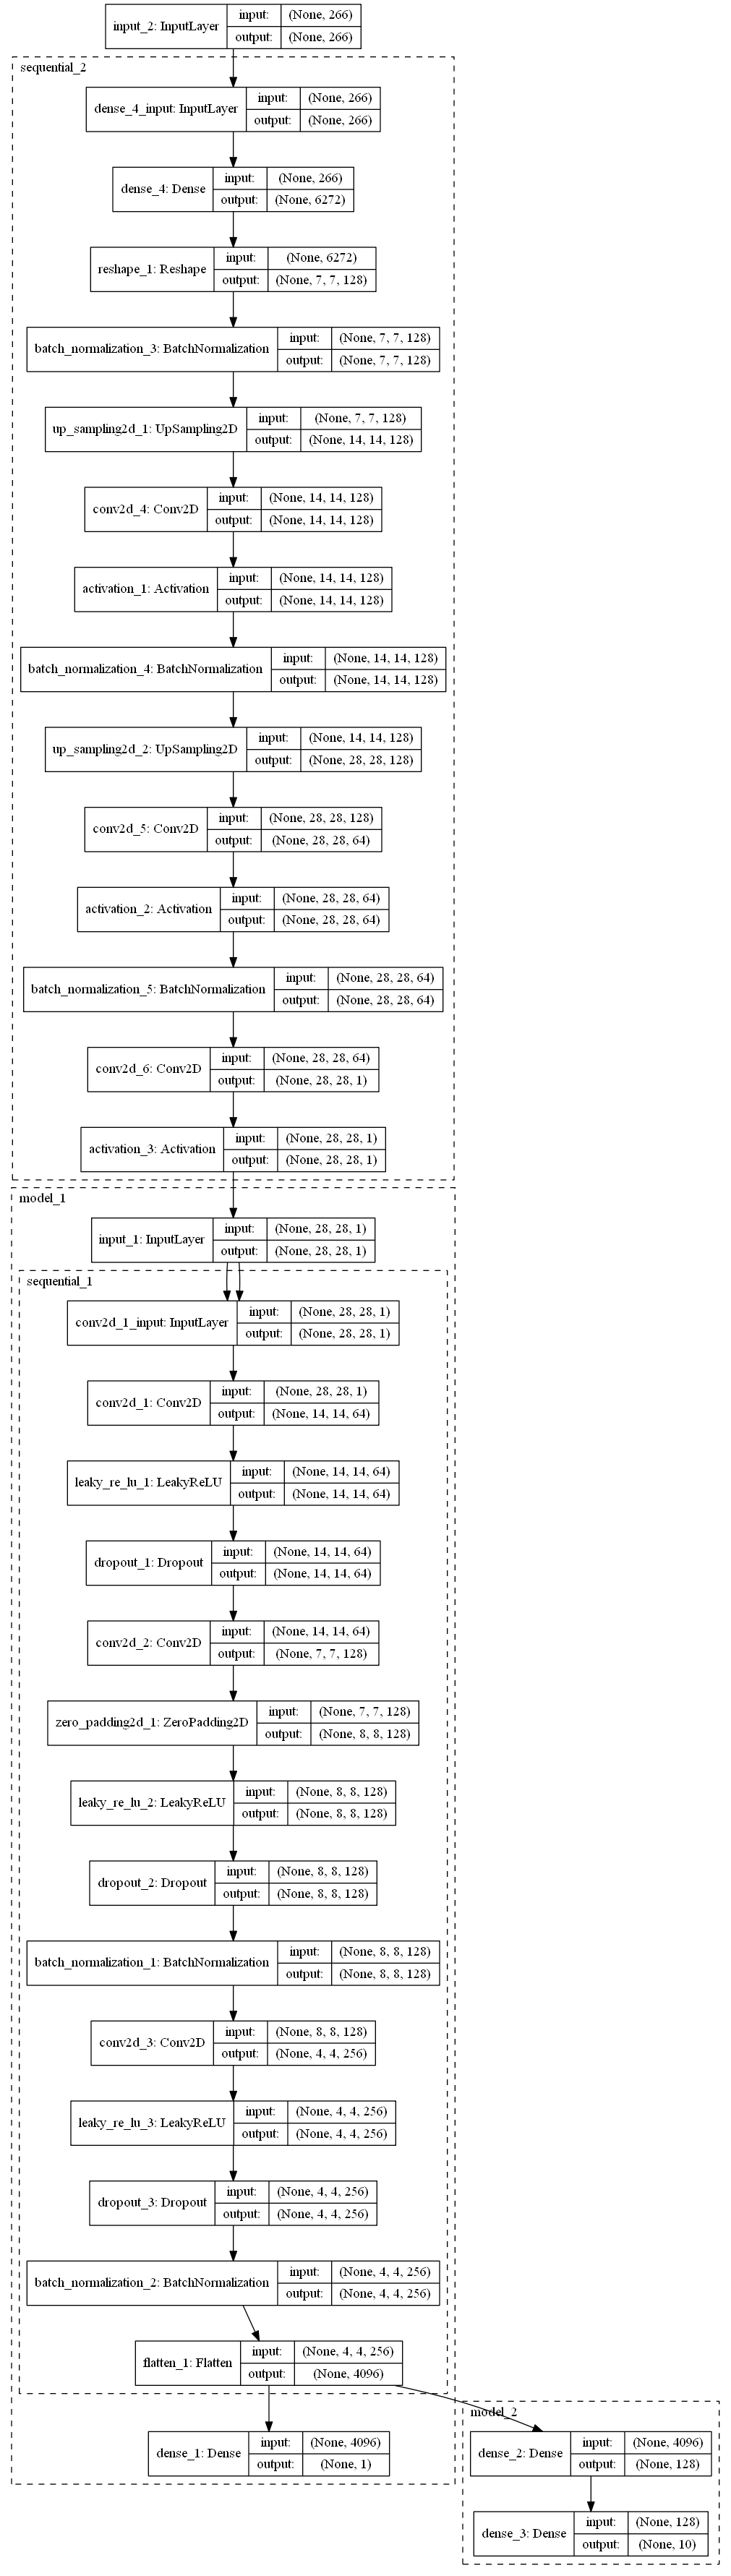 input_2: InputLayer
input: (None, 266)
output: (None, 266)
sequential_2
dense_4_input: InputLayer
input: (None, 266)
output: (None, 266)
dense_4: Dense
input: (None, 266)
output: (None, 6272)
reshape_1: Reshape
input: (None, 6272)
output: (None, 7, 7, 128)
batch_normalization_3: BatchNormalization
input: (None, 7, 7, 128)
output: (None, 7, 7, 128)
up_sampling2d_1: UpSampling2D
input: (None, 7, 7, 128)
output: (None, 14, 14, 128)
conv2d_4: Conv2D
input: (None, 14, 14, 128)
output: (None, 14, 14, 128)
activation_1: Activation
input: (None, 14, 14, 128)
output: (None, 14, 14, 128)
batch_normalization_4: BatchNormalization
input: (None, 14, 14, 128)
output: (None, 14, 14, 128)
up_sampling2d_2: UpSampling2D
input: (None, 14, 14, 128)
output: (None, 28, 28, 128)
conv2d_5: Conv2D
input: (None, 28, 28, 128)
output: (None, 28, 28, 64)
activation_2: Activation
input: (None, 28, 28, 64)
output: (None, 28, 28, 64)
batch_normalization_5: BatchNormalization
input: (None, 28, 28, 64)
output: (None, 28, 28, 64)
conv2d_6: Conv2D
input: (None, 28, 28, 64)
output: (None, 28, 28, 1)
activation_3: Activation
input: (None, 28, 28, 1)
output: (None, 28, 28, 1)
model_1
input_1: InputLayer
input: (None, 28, 28, 1)
output: (None, 28, 28, 1)
sequential_1
conv2d_1_input: InputLayer
input: (None, 28, 28, 1)
output: (None, 28, 28, 1)
conv2d_1: Conv2D
input: (None, 28, 28, 1)
output: (None, 14, 14, 64)
leaky_re_lu_1: LeakyReLU
input: (None, 14, 14, 64)
output: (None, 14, 14, 64)
dropout_1: Dropout
input: (None, 14, 14, 64)
output: (None, 14, 14, 64)
conv2d_2: Conv2D
input: (None, 14, 14, 64)
output: (None, 7, 7, 128)
zero_padding2d_1: ZeroPadding2D
input: (None, 7, 7, 128)
output: (None, 8, 8, 128)
leaky_re_lu_2: LeakyReLU
input: (None, 8, 8, 128)
output: (None, 8, 8, 128)
dropout_2: Dropout
input: (None, 8, 8, 128)
output: (None, 8, 8, 128)
batch_normalization_1: BatchNormalization
input: (None, 8, 8, 128)
output: (None, 8, 8, 128)
conv2d_3: Conv2D
input: (None, 8, 8, 128)
output: (None, 4, 4, 256)
leaky_re_lu_3: LeakyReLU
input: (None, 4, 4, 256)
output: (None, 4, 4, 256)
dropout_3: Dropout
input: (None, 4, 4, 256)
output: (None, 4, 4, 256)
batch_normalization_2: BatchNormalization
input: (None, 4, 4, 256)
output: (None, 4, 4, 256)
flatten_1: Flatten
input: (None, 4, 4, 256)
output: (None, 4096)
dense_1: Dense
input: (None, 4096)
output: (None, 1)
model_2
dense_2: Dense
input: (None, 4096)
output: (None, 128)
dense_3: Dense
input: (None, 128)
output: (None, 10)